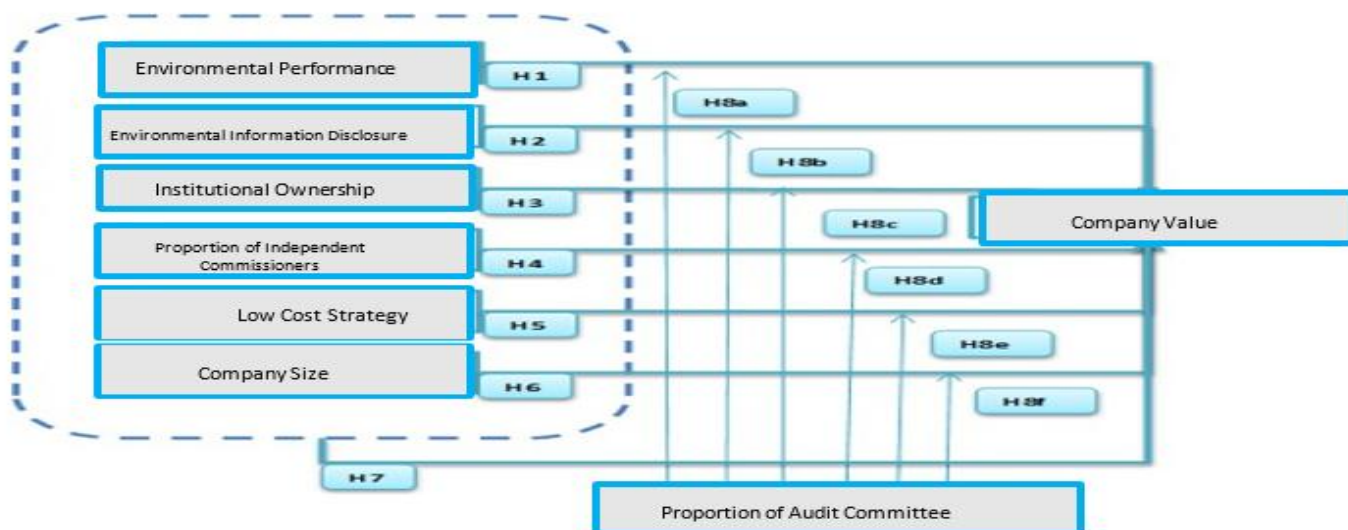 Environmental Performance
H1
H8a
Environmental Information Disclosure
H2
H8b
Institutional Ownership
H3
H8c
Company Value
Proportion of Independent
Commissioners
H4
H8d
Low Cost Strategy
H5
H8e
Company Size
H6
H8f
H7
Proportion of Audit Committee